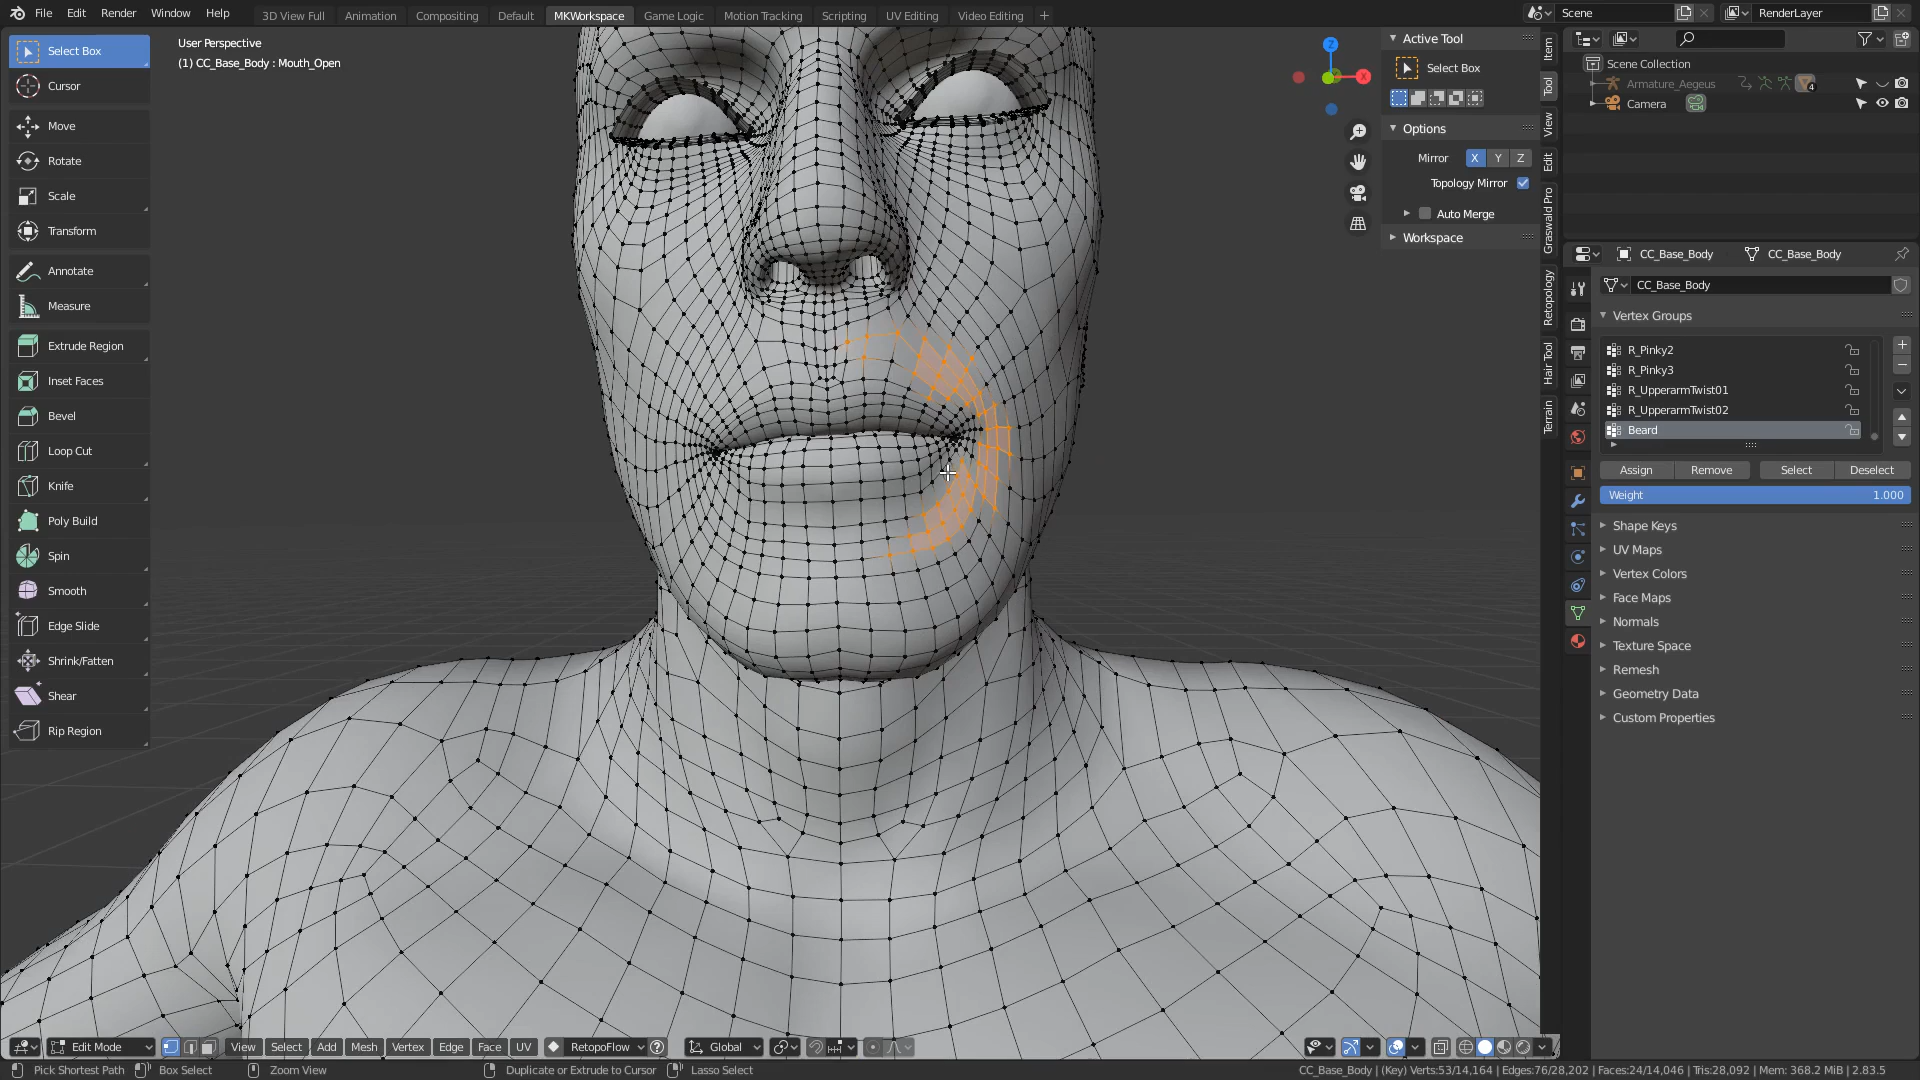 File Edit Render Window Help
3D View Full Animation Compositing Default MKWorkspace Game Logic Motion Tracking Scripting UV Editing Video Editing +
Scene
RenderLayer
Select Box
Cursor
Move
Rotate
Scale
Transform
Annotate
Measure
Extrude Region
Inset Faces
Bevel
Loop Cut
Knife
Poly Build
Spin
Smooth
Edge Slide
Shrink/Fatten
Shear
Rip Region
User Perspective
(1) CC_Base_Body : Mouth_Open
Z
X
Active Tool
Select Box
Options
Mirror X Y Z
Topology Mirror
Auto Merge
Workspace
Item
Tool
View
Edit
Graswald Pro
Retopology
Hair Tool
Terrain
Scene Collection
Armature_Aegeus 4
Camera
CC_Base_Body CC_Base_Body
CC_Base_Body
Vertex Groups
R_Pinky2
R_Pinky3
R_UpperarmTwist01
R_UpperarmTwist02
Beard
Assign Remove Select Deselect
Weight 1.000
Shape Keys
UV Maps
Vertex Colors
Face Maps
Normals
Texture Space
Remesh
Geometry Data
Custom Properties
Edit Mode View Select Add Mesh Vertex Edge Face UV RetopoFlow Global
Pick Shortest Path Box Select Zoom View Duplicate or Extrude to Cursor Lasso Select
CC_Base_Body | (Key) Verts:53/14,164 | Edges:76/28,202 | Faces:24/14,046 | Tris:28,092 | Mem: 368.2 MiB | 2.83.5